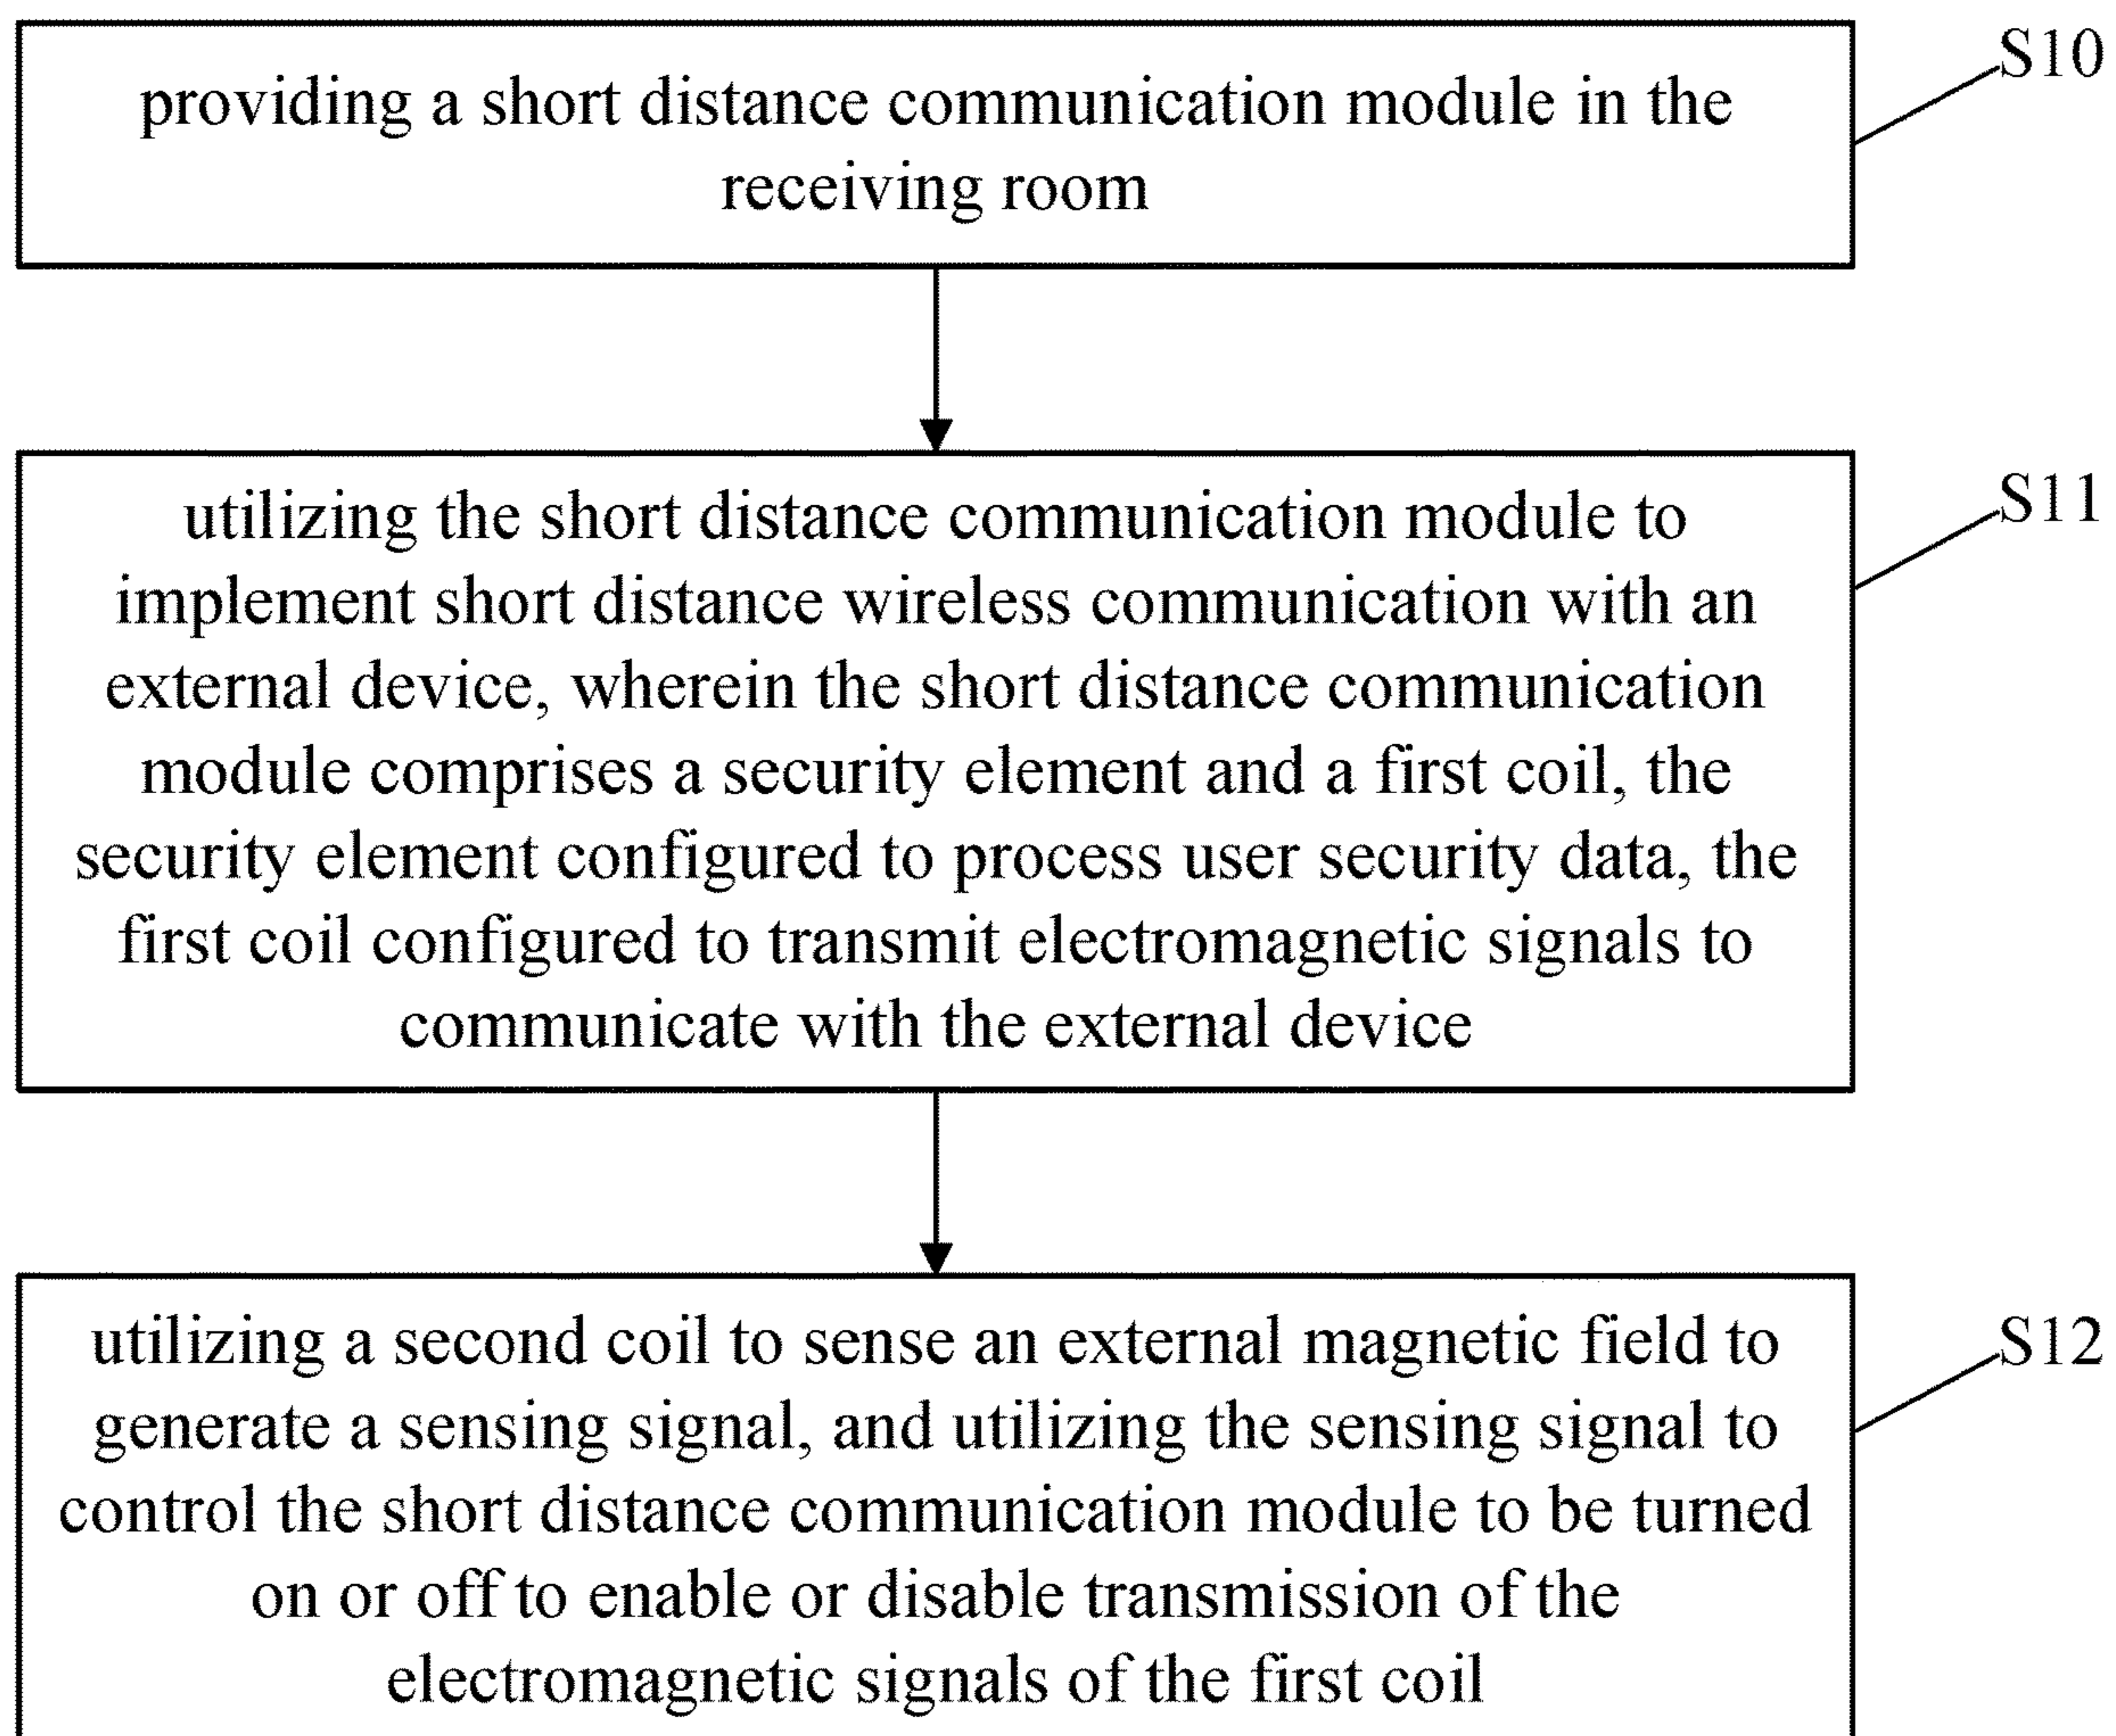 providing a short distance communication module in the
receiving room
S10
utilizing the short distance communication module to
implement short distance wireless communication with an
external device, wherein the short distance communication
module comprises a security element and a first coil, the
security element configured to process user security data, the
first coil configured to transmit electromagnetic signals to
communicate with the external device
S11
utilizing a second coil to sense an external magnetic field to
generate a sensing signal, and utilizing the sensing signal to
control the short distance communication module to be turned
on or off to enable or disable transmission of the
electromagnetic signals of the first coil
S12